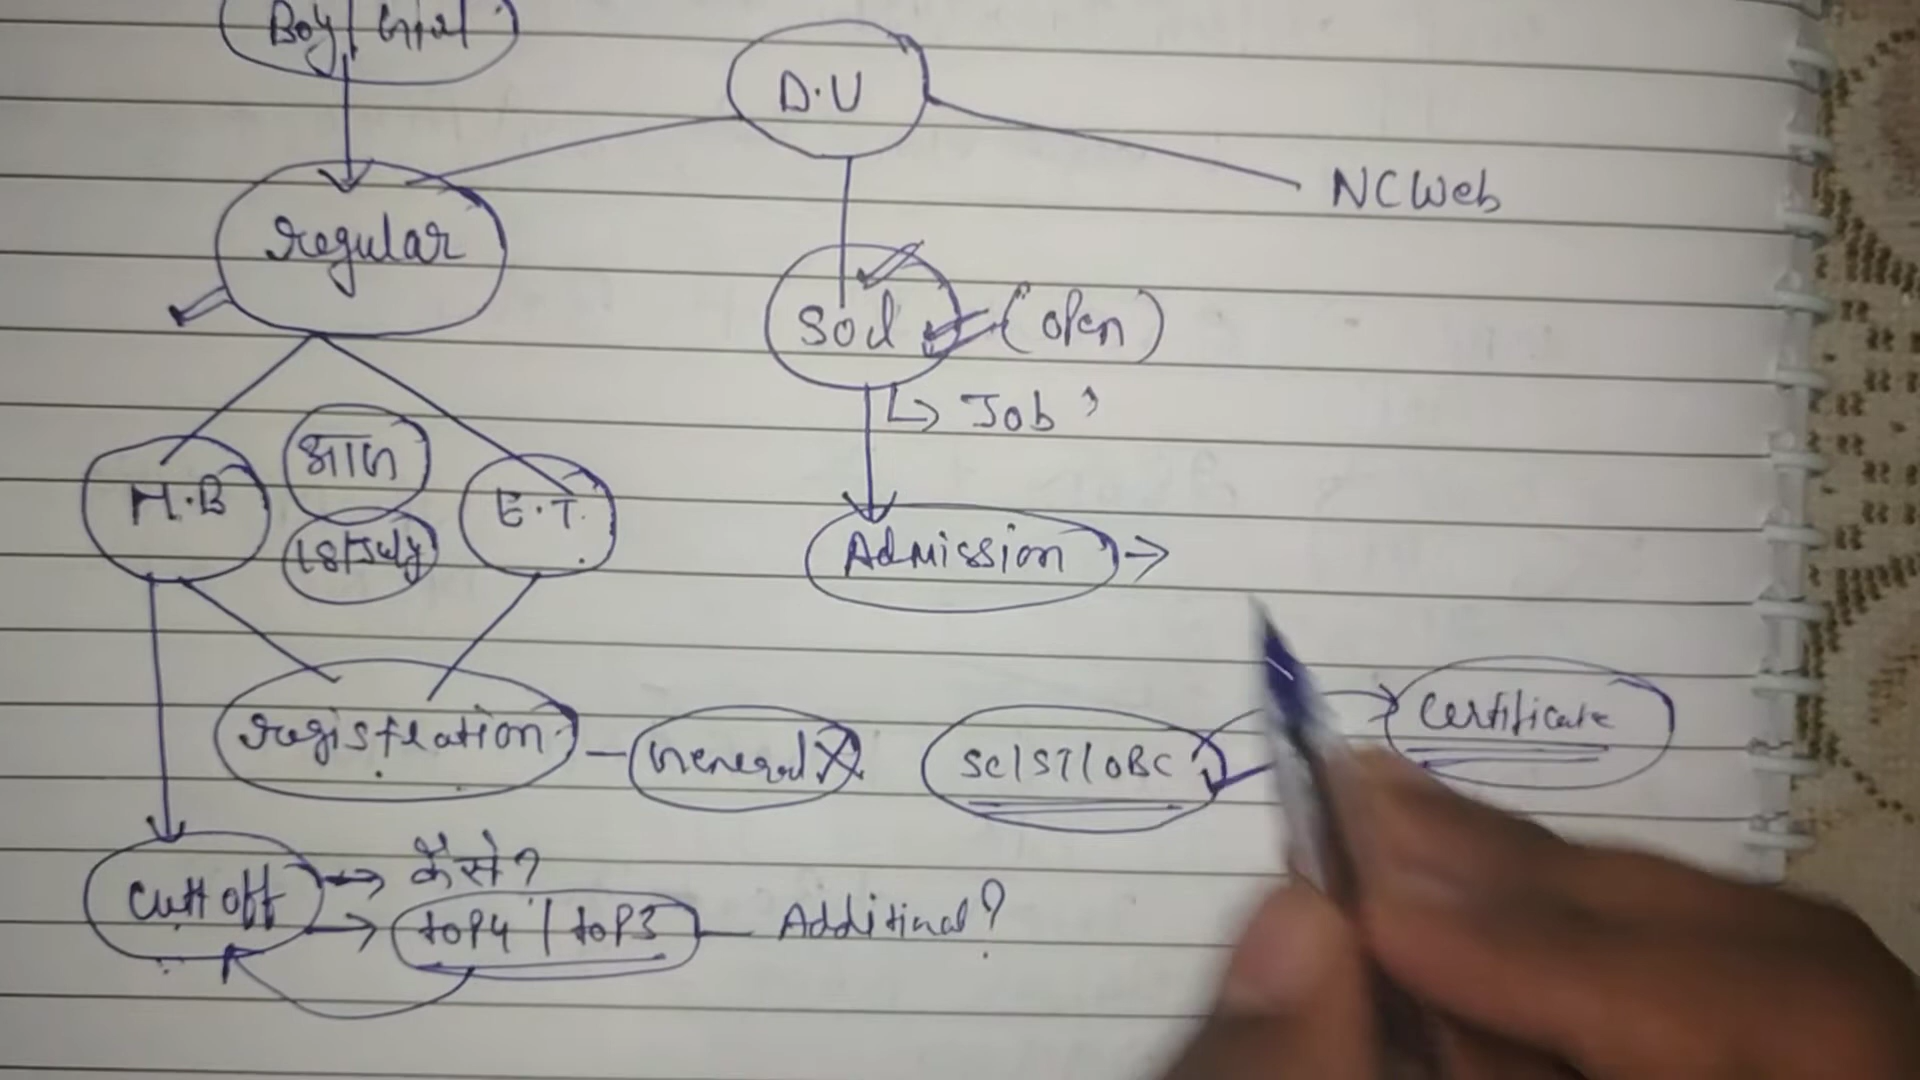 Boy / Girl
D.U
NCWeb
regular
Sol (open)
↳ Job ?
M.B
आज
E.T.
18/July
Admission →
registration — General X
SC/ST/OBC
Certificate
Cutt off → कैसे?
→ top4 / top3 — Additinal?